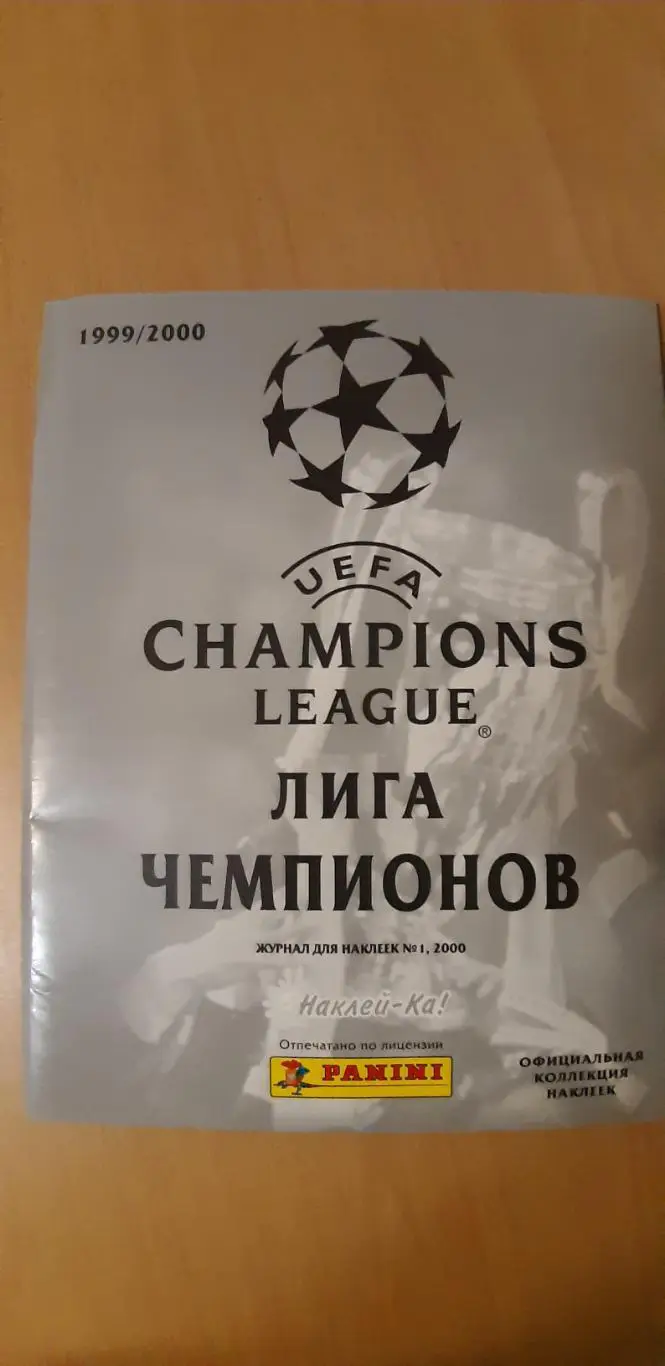 1999/2000
UEFA
CHAMPIONS
LEAGUE®
ЛИГА
ЧЕМПИОНОВ
ЖУРНАЛ ДЛЯ НАКЛЕЕК №1, 2000
Наклей-Ка!
Отпечатано по лицензии
PANINI
ОФИЦИАЛЬНАЯ
КОЛЛЕКЦИЯ
НАКЛЕЕК